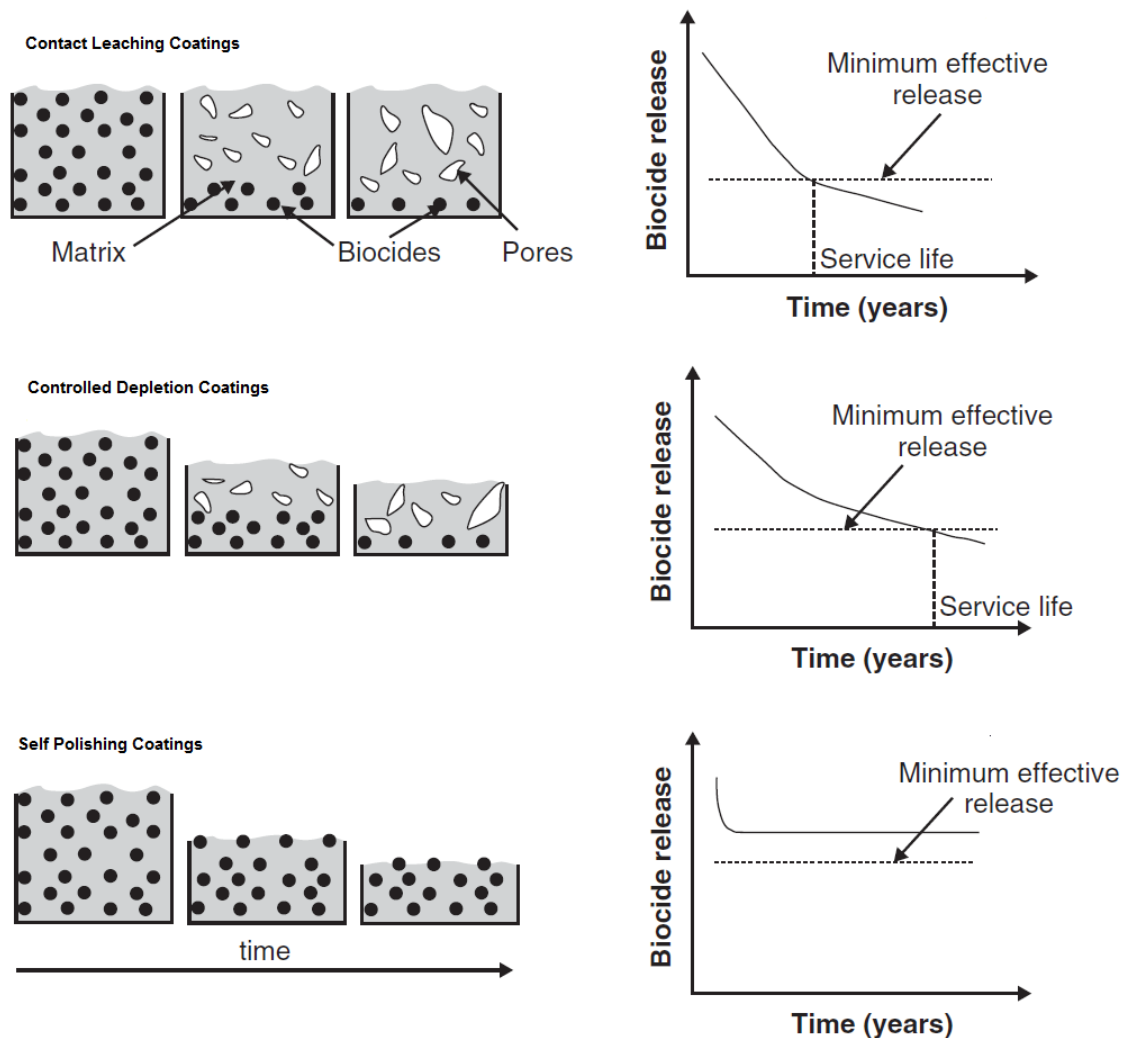 Contact Leaching Coatings
Matrix
Biocides
Pores
Biocide release
Minimum effective
release
Service life
Time (years)
Controlled Depletion Coatings
Biocide release
Minimum effective
release
Service life
Time (years)
Self Polishing Coatings
time
Biocide release
Minimum effective
release
Time (years)